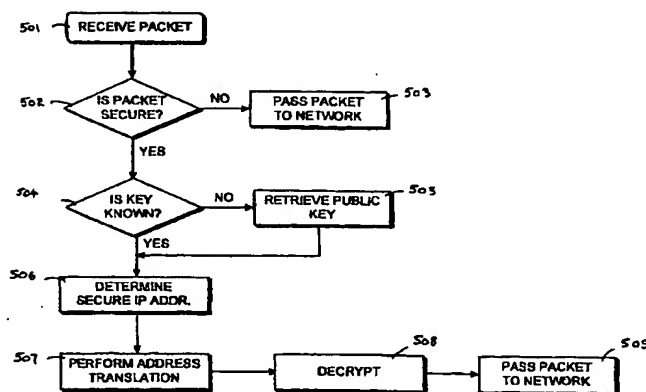 501
RECEIVE PACKET
502
IS PACKET
SECURE?
NO
PASS PACKET
TO NETWORK
503
YES
504
IS KEY
KNOWN?
NO
RETRIEVE PUBLIC
KEY
503
YES
506
DETERMINE
SECURE IP ADDR.
507
PERFORM ADDRESS
TRANSLATION
DECRYPT
508
PASS PACKET
TO NETWORK
505